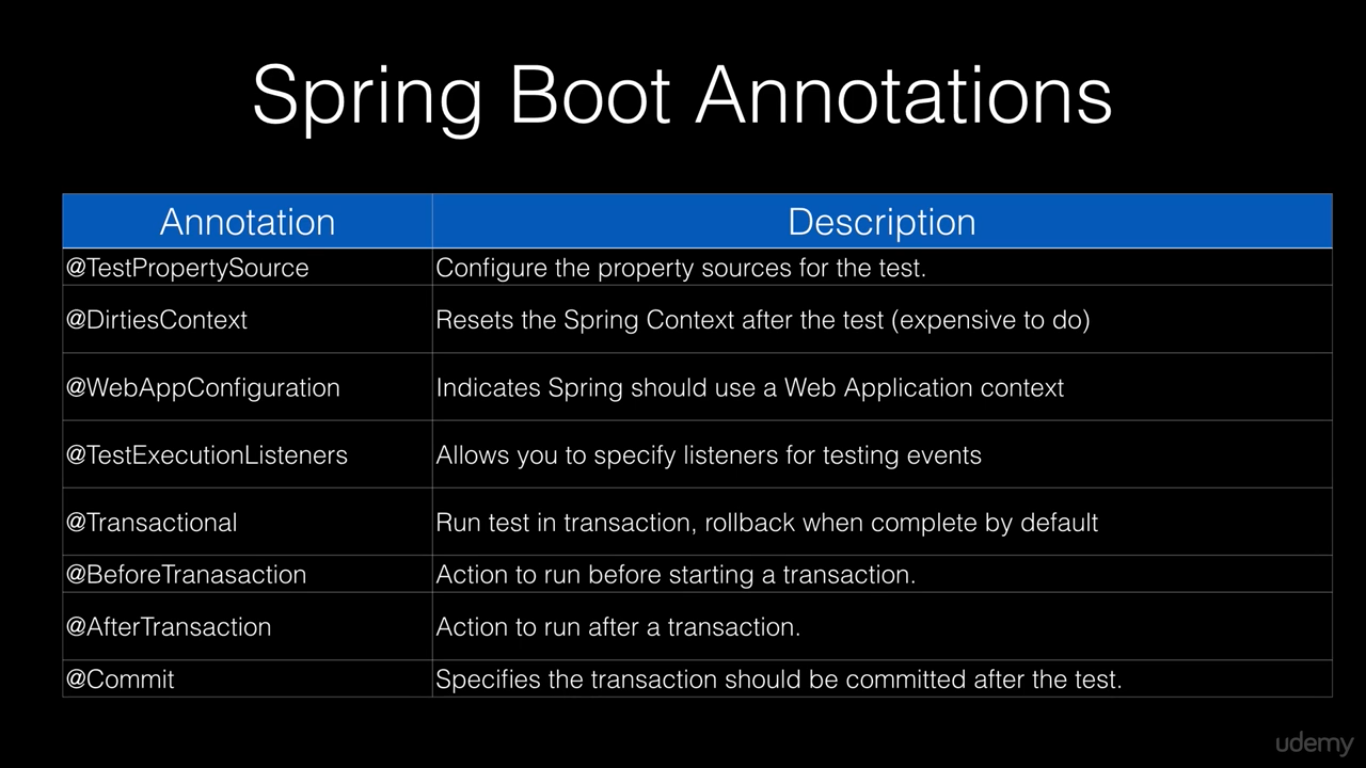 Spring Boot Annotations
Annotation Description
@TestPropertySource Configure the property sources for the test.
@DirtiesContext Resets the Spring Context after the test (expensive to do)
@WebAppConfiguration Indicates Spring should use a Web Application context
@TestExecutionListeners Allows you to specify listeners for testing events
@Transactional Run test in transaction, rollback when complete by default
@BeforeTranasaction Action to run before starting a transaction.
@AfterTransaction Action to run after a transaction.
@Commit Specifies the transaction should be committed after the test.
udemy